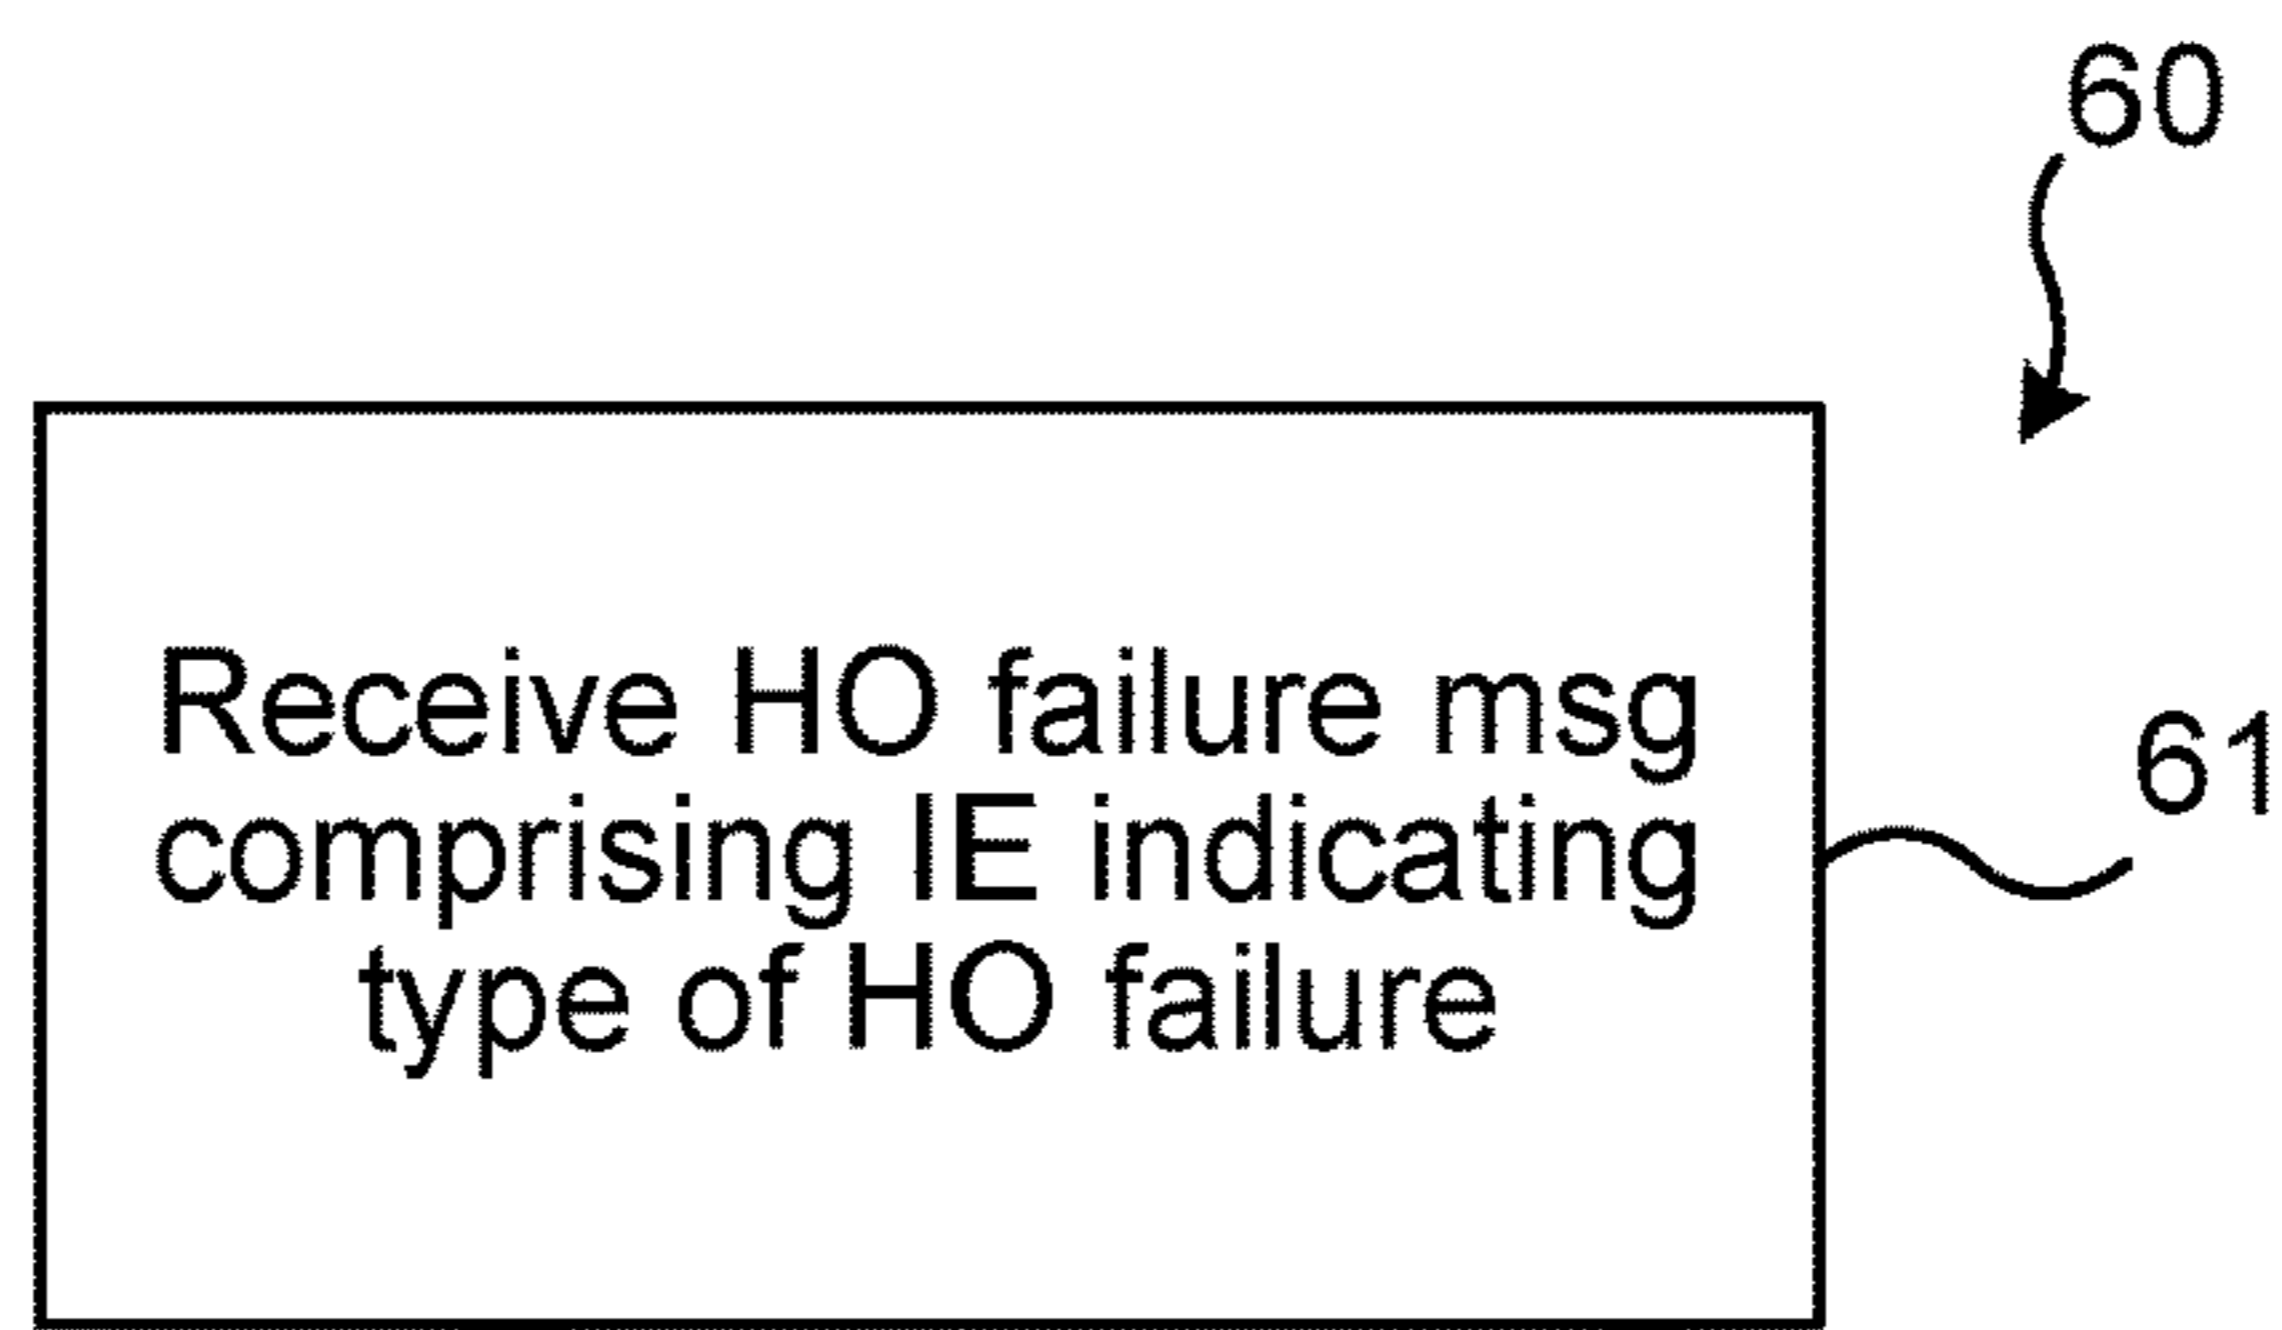 60
Receive HO failure msg
comprising IE indicating
type of HO failure
61